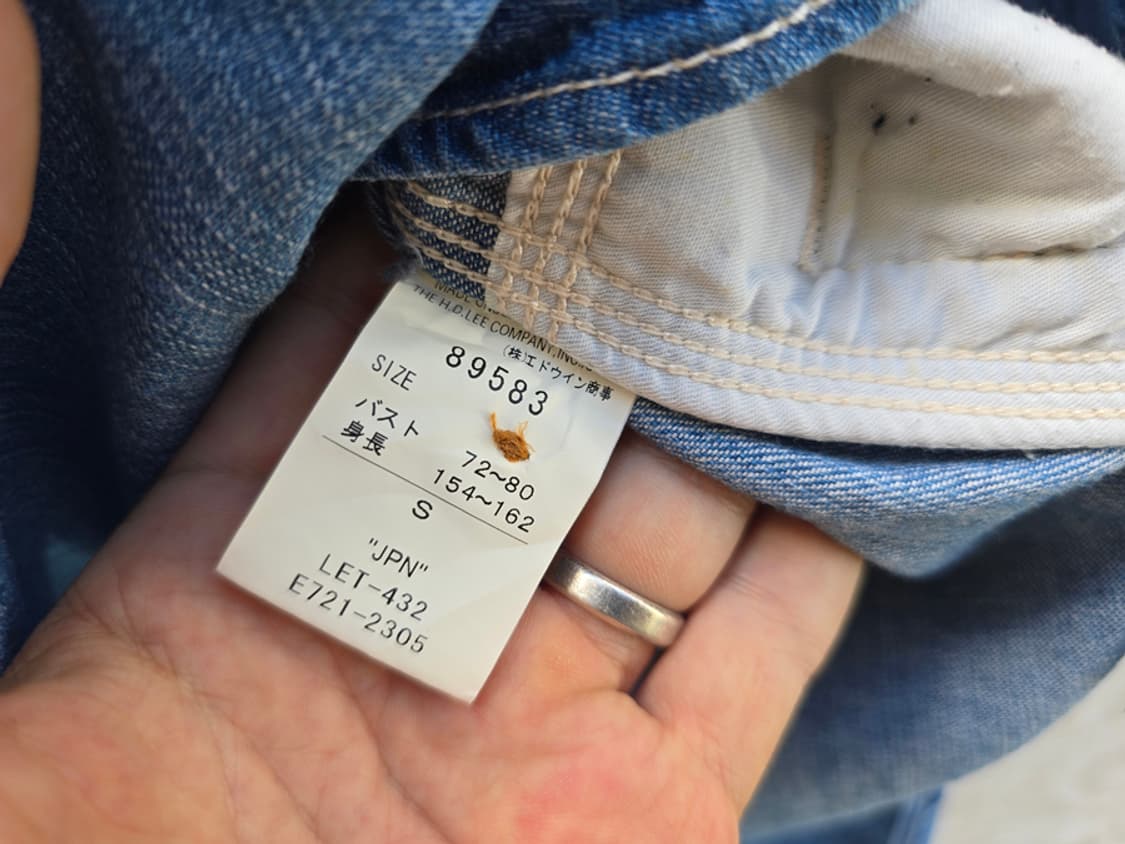 THE H.D.LEE COMPANY,INC.
(株)エドウイン商事
89583
SIZE
バスト 72~80
身長 154~162
S
"JPN"
LET-432
E721-2305